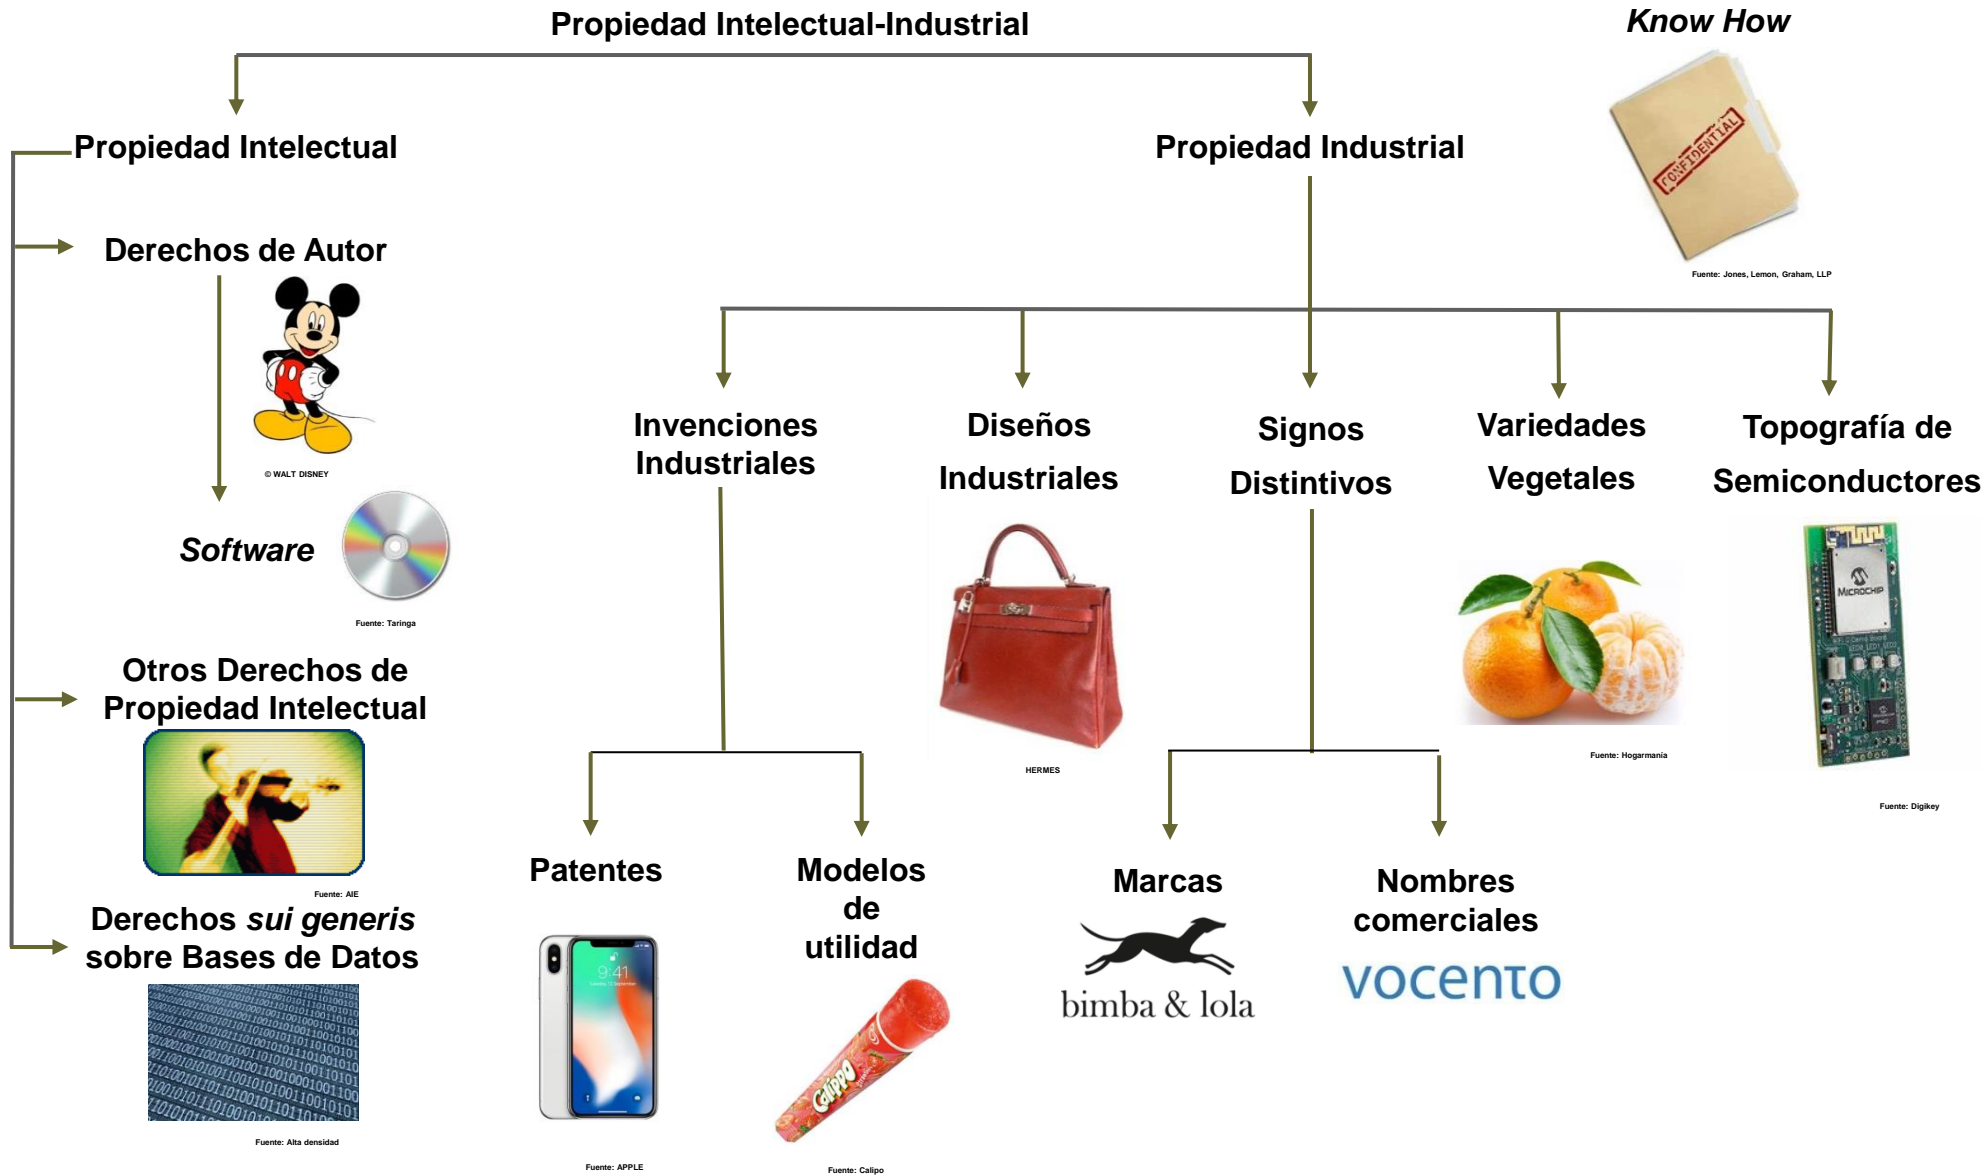 Propiedad Intelectual-Industrial
Know How
CONFIDENTIAL
Fuente: Jones, Lemon, Graham, LLP
Propiedad Intelectual
Propiedad Industrial
Derechos de Autor
© WALT DISNEY
Software
Fuente: Taringa
Otros Derechos de
Propiedad Intelectual
Fuente: AIE
Derechos sui generis
sobre Bases de Datos
Fuente: Alta densidad
Invenciones
Industriales
Diseños
Industriales
HERMES
Signos
Distintivos
Variedades
Vegetales
Fuente: Hogarmania
Topografía de
Semiconductores
MICROCHIP
Fuente: Digikey
Patentes
9:41
Fuente: APPLE
Modelos
de
utilidad
Calippo
Fuente: Calipo
Marcas
bimba & lola
Nombres
comerciales
vocento